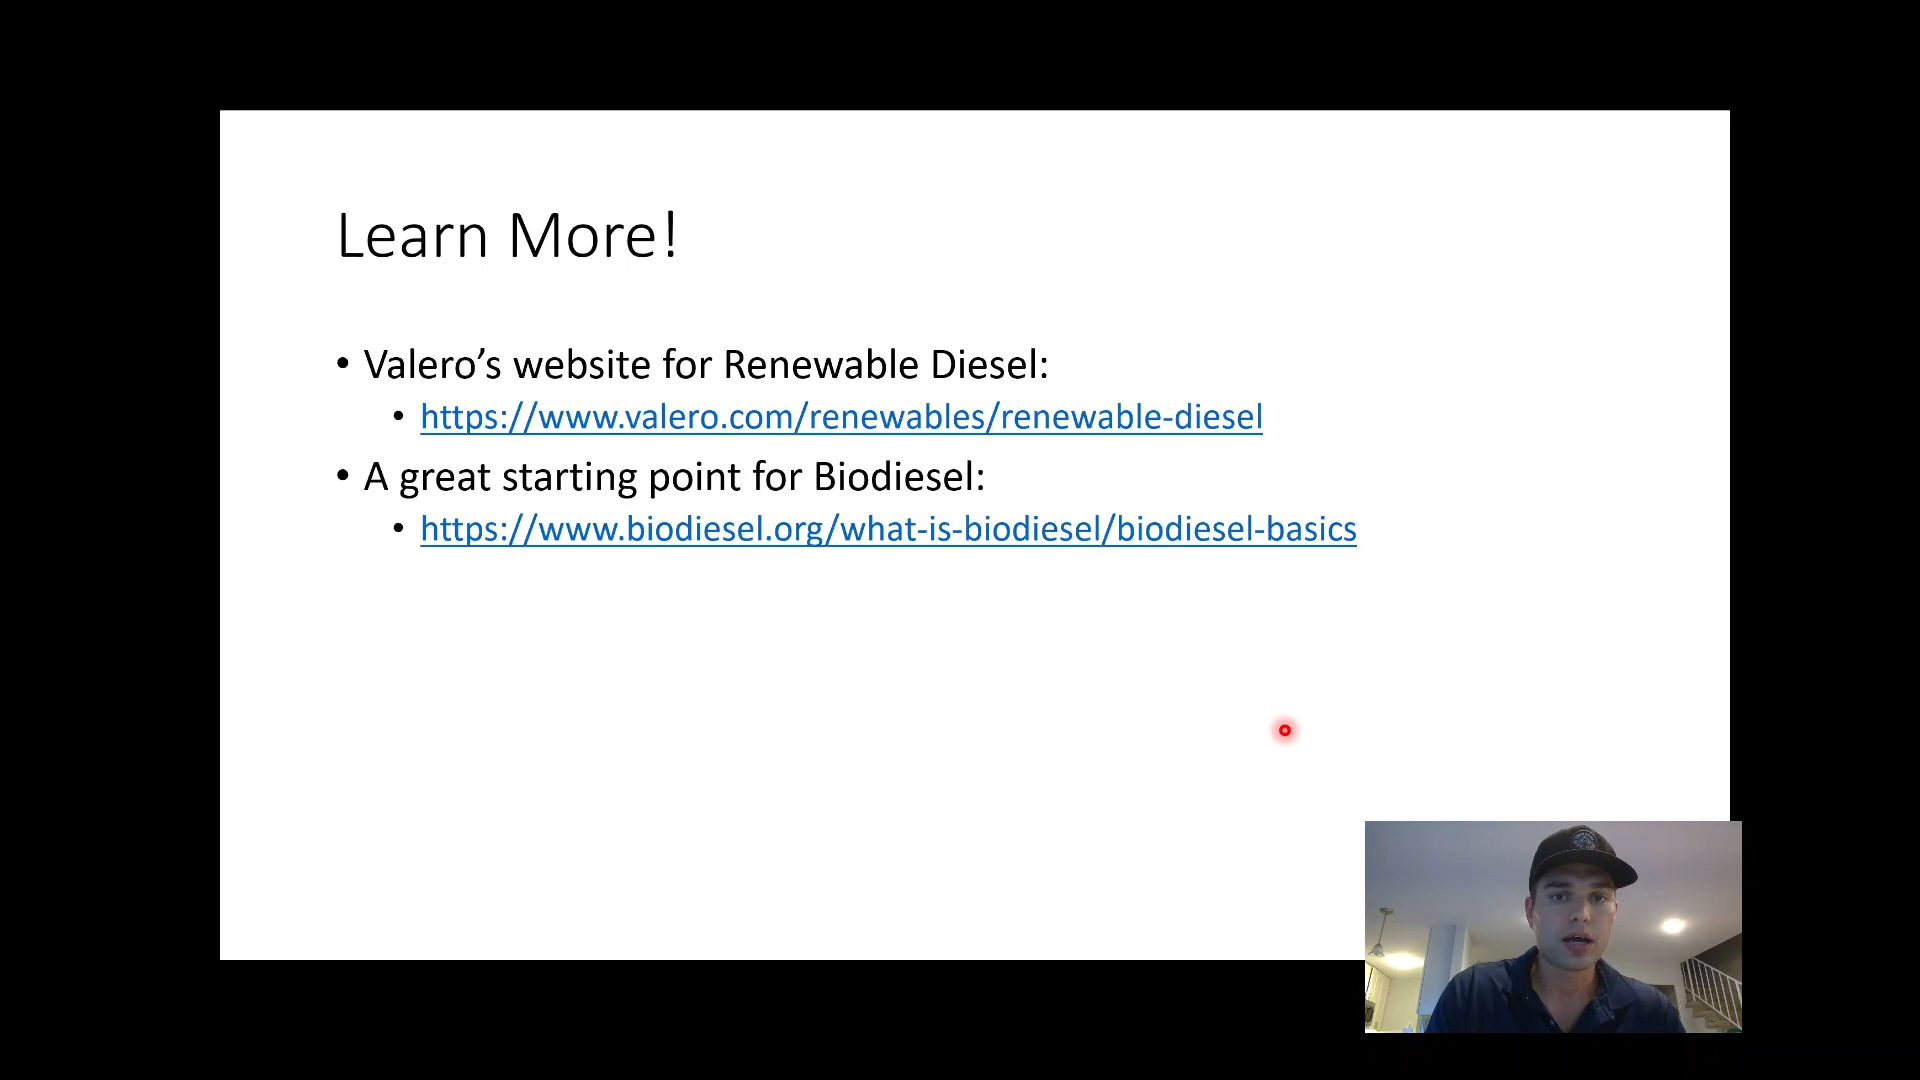 Learn More!
• Valero’s website for Renewable Diesel:
• https://www.valero.com/renewables/renewable-diesel
• A great starting point for Biodiesel:
• https://www.biodiesel.org/what-is-biodiesel/biodiesel-basics